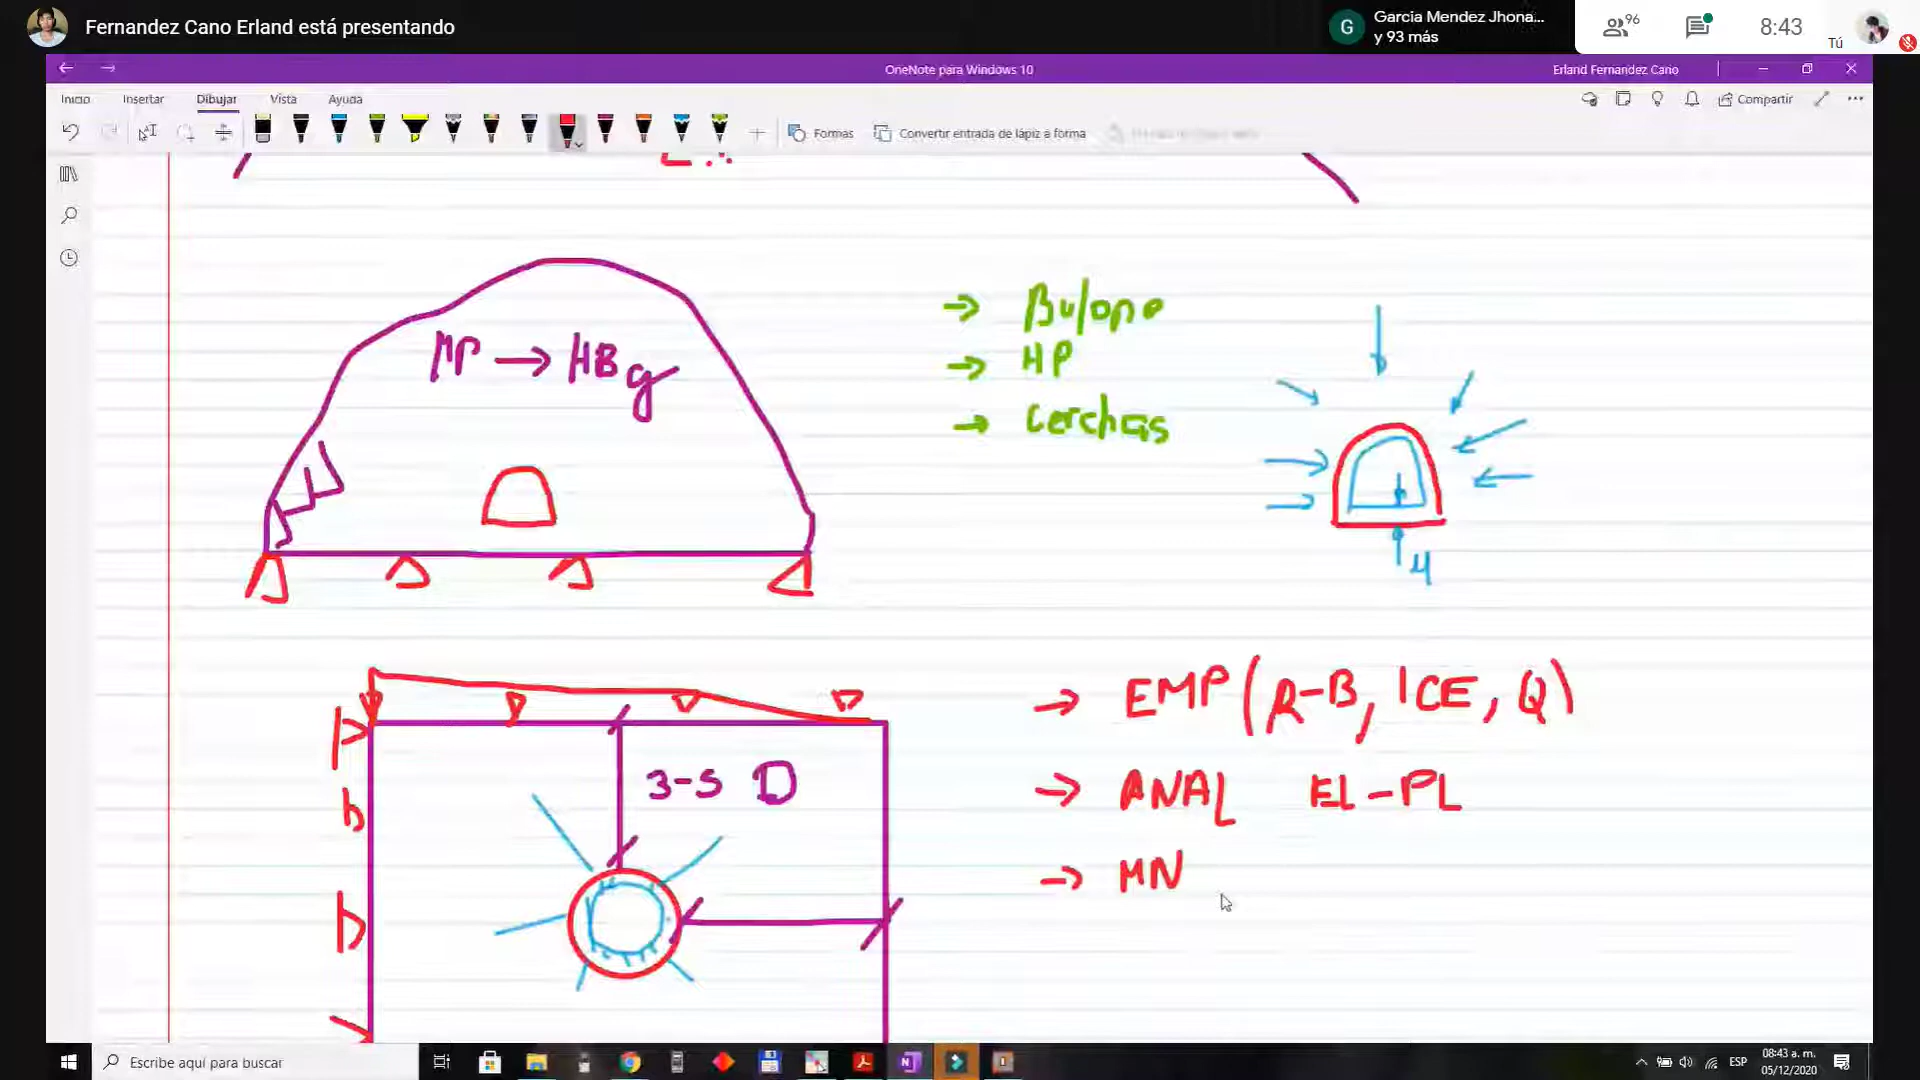 Fernandez Cano Erland está presentando
G
Garcia Mendez Jhona...
y 93 más
96
8:43
Tú
OneNote para Windows 10
Erland Fernandez Cano
Inicio
Insertar
Dibujar
Vista
Ayuda
Compartir
Formas
Convertir entrada de lápiz a forma
MP → HBg
→ Bulone
→ HP
→ Cerchas
μ
→ EMP (R-B, ICE, Q)
3-5 D
→ ANAL EL-PL
→ MN
Escribe aquí para buscar
ESP
08:43 a. m.
05/12/2020